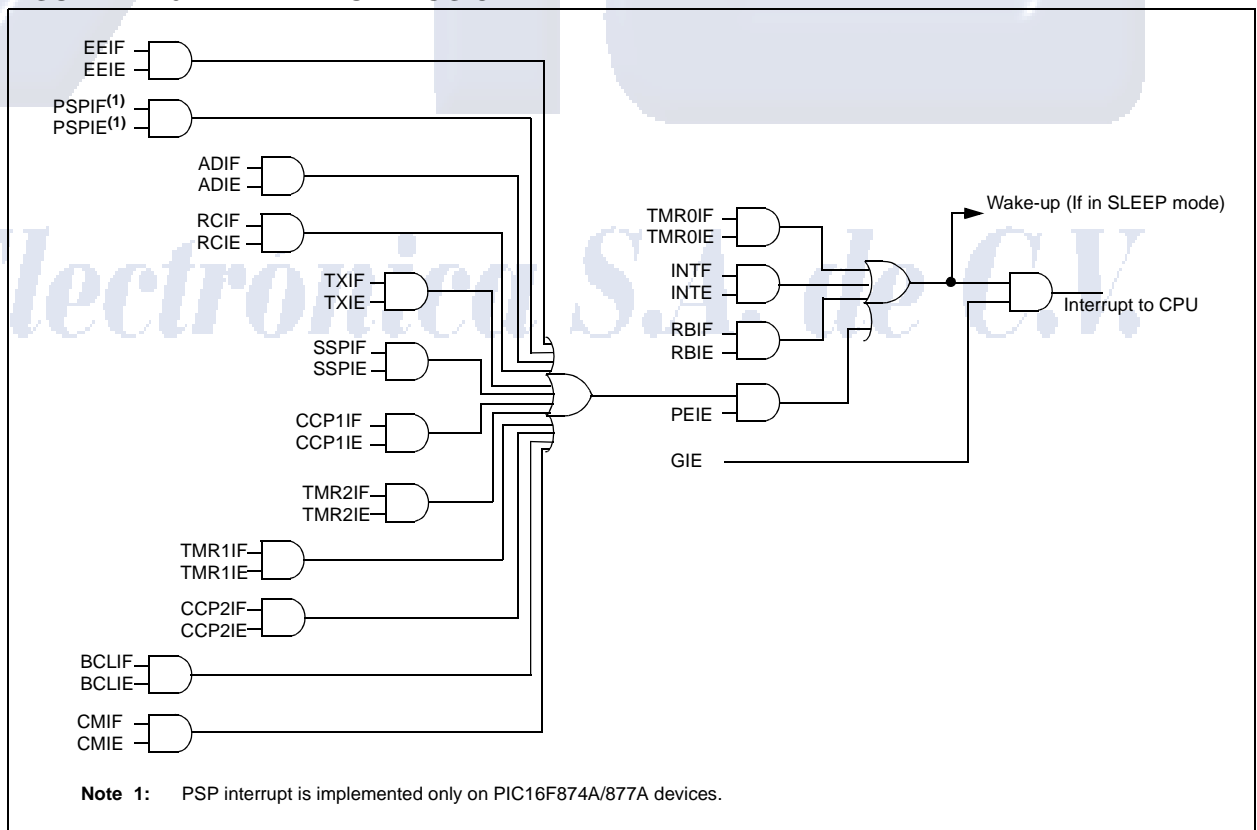 EEIF
EEIE
PSPIF(1)
PSPIE(1)
ADIF
ADIE
RCIF
RCIE
TXIF
TXIE
SSPIF
SSPIE
CCP1IF
CCP1IE
TMR2IF
TMR2IE
TMR1IF
TMR1IE
CCP2IF
CCP2IE
BCLIF
BCLIE
CMIF
CMIE
TMR0IF
TMR0IE
INTF
INTE
RBIF
RBIE
PEIE
GIE
Wake-up (If in SLEEP mode)
Interrupt to CPU
Electrónica S.A. de C.V.
Note 1: PSP interrupt is implemented only on PIC16F874A/877A devices.